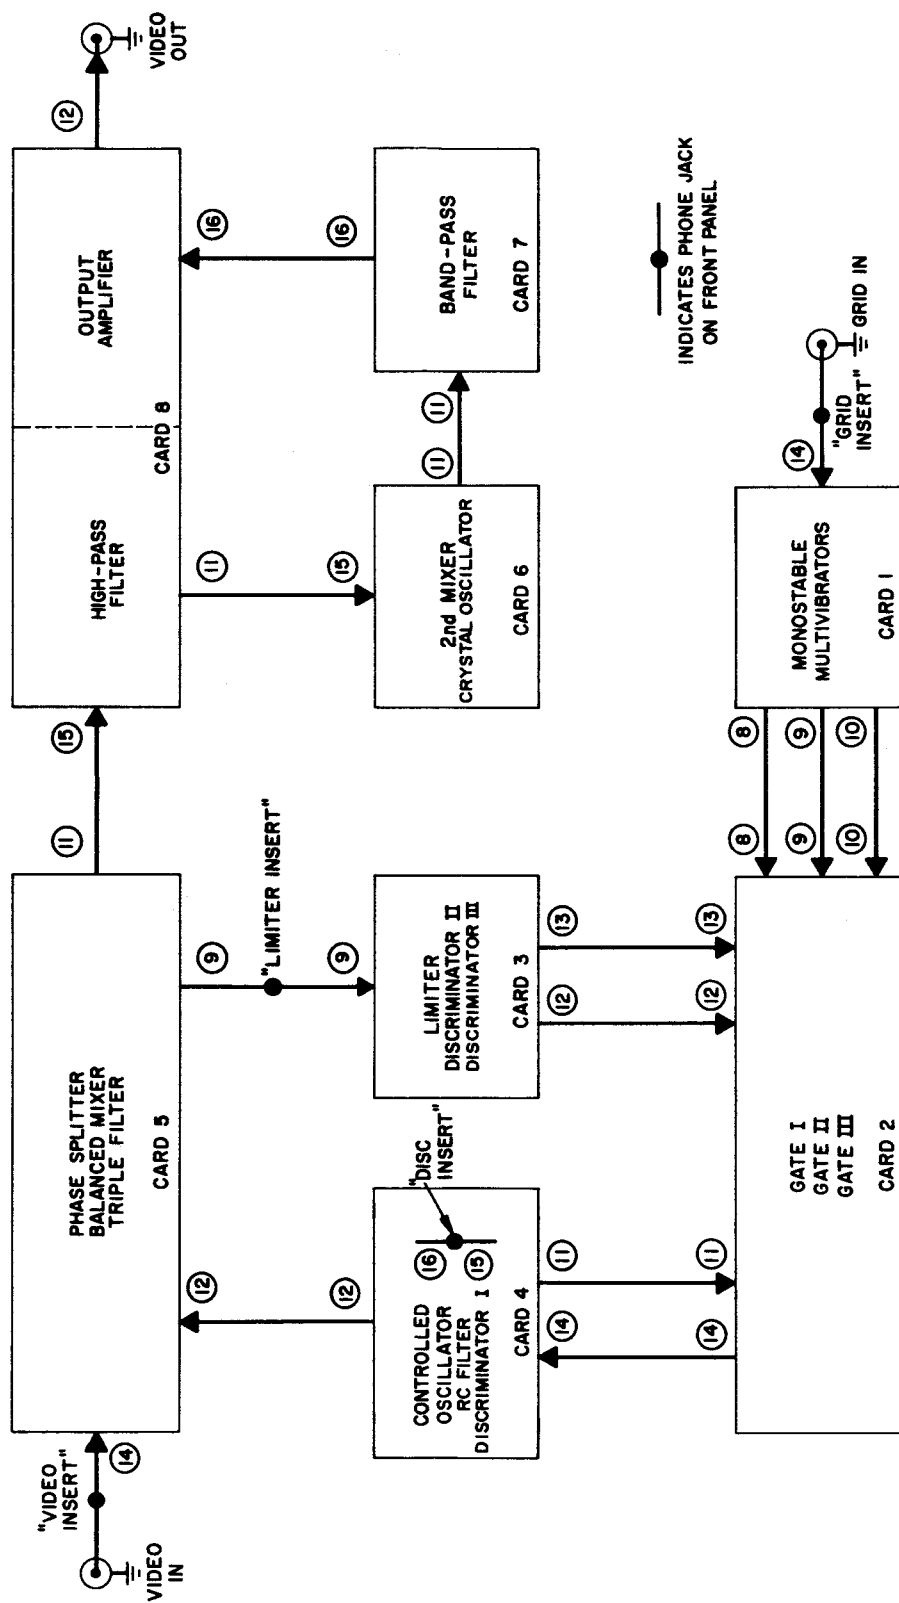 "VIDEO
INSERT"
VIDEO
IN
14
PHASE SPLITTER
BALANCED MIXER
TRIPLE FILTER
CARD 5
12
9
11
15
HIGH-PASS
FILTER
OUTPUT
AMPLIFIER
CARD 8
11
16
12
VIDEO
OUT
"LIMITER INSERT"
12
9
15
16
CONTROLLED
OSCILLATOR
RC FILTER
DISCRIMINATOR I
CARD 4
16
15
"DISC
INSERT"
LIMITER
DISCRIMINATOR II
DISCRIMINATOR III
CARD 3
2nd MIXER
CRYSTAL OSCILLATOR
CARD 6
11
11
BAND-PASS
FILTER
CARD 7
14
11
12
13
14
11
12
13
INDICATES PHONE JACK
ON FRONT PANEL
GATE I
GATE II
GATE III
CARD 2
8
8
9
9
10
10
MONOSTABLE
MULTIVIBRATORS
CARD 1
14
"GRID
INSERT"
GRID IN